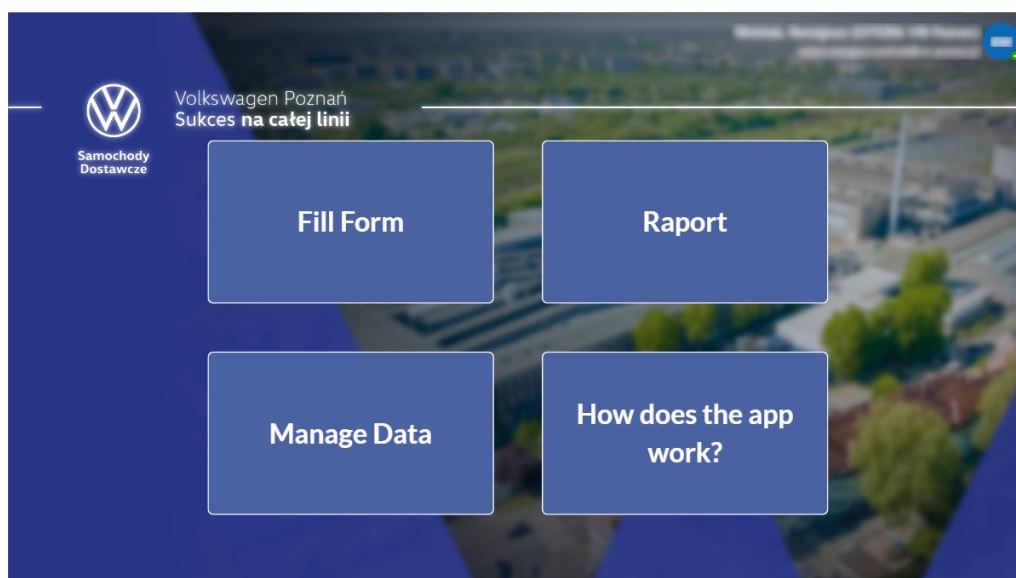 Volkswagen Poznań
Sukces na całej linii
Samochody
Dostawcze
Fill Form
Raport
Manage Data
How does the app
work?